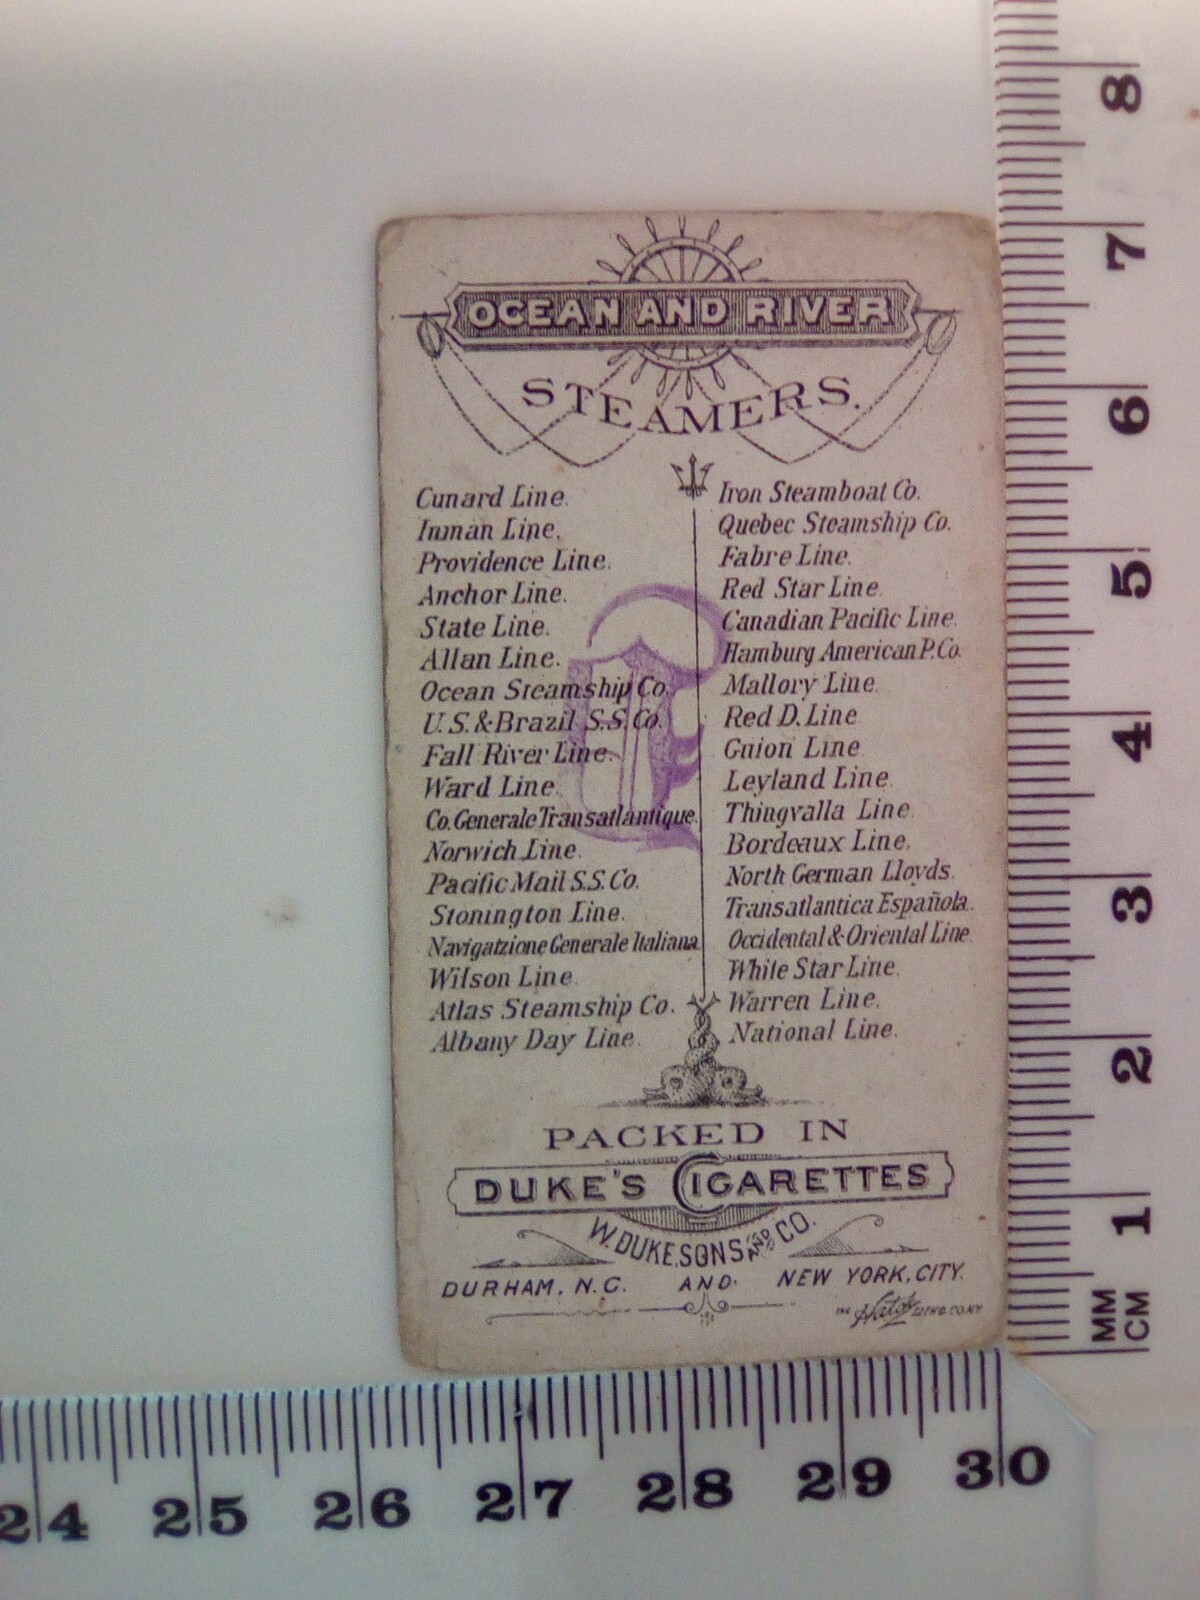 OCEAN AND RIVER
STEAMERS.
Cunard Line.
Inman Line.
Providence Line.
Anchor Line.
State Line.
Allan Line.
Ocean Steamship Co.
U.S.&Brazil S.S.Co.
Fall River Line.
Ward Line.
Co. Generale Transatlantique.
Norwich Line.
Pacific Mail S.S. Co.
Stonington Line.
Navigatzione Generale Italiana.
Wilson Line.
Atlas Steamship Co.
Albany Day Line.
Iron Steamboat Co.
Quebec Steamship Co.
Fabre Line.
Red Star Line.
Canadian Pacific Line.
Hamburg American P. Co.
Mallory Line.
Red D. Line
Guion Line
Leyland Line.
Thingvalla Line.
Bordeaux Line.
North German Lloyds.
Transatlantica Española.
Occidental & Oriental Line.
White Star Line.
Warren Line.
National Line.
PACKED IN
DUKE'S CIGARETTES
W. DUKE, SONS AND CO.
DURHAM, N.C. AND NEW YORK, CITY.
THE Hatch LITHO CO. N.Y.
8
7
6
5
4
3
2
1
MM
CM
24 25 26 27 28 29 30